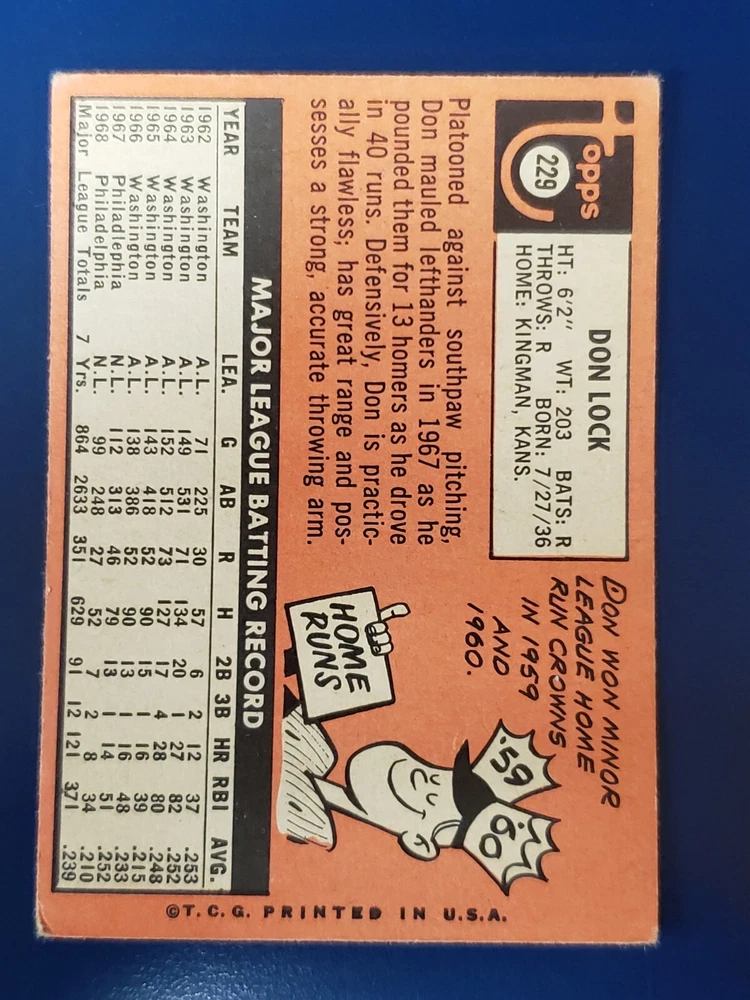 Topps
229
DON LOCK
HT: 6'2" WT: 203 BATS: R
THROWS: R BORN: 7/27/36
HOME: KINGMAN, KANS.
Platooned against southpaw pitching,
Don mauled lefthanders in 1967 as he
pounded them for 13 homers as he drove
in 40 runs. Defensively, Don is practic-
ally flawless; has great range and pos-
sesses a strong, accurate throwing arm.
DON WON MINOR
LEAGUE HOME
RUN CROWNS
IN 1959
AND
1960.
'59
'60
HOME
RUNS
MAJOR LEAGUE BATTING RECORD
YEAR TEAM LEA. G AB R H 2B 3B HR RBI AVG.
1962 Washington A.L. 71 225 30 57 6 2 12 37 .253
1963 Washington A.L. 149 531 71 134 20 1 27 82 .252
1964 Washington A.L. 152 512 73 127 17 4 28 80 .248
1965 Washington A.L. 143 418 52 90 15 1 16 39 .215
1966 Washington A.L. 138 386 52 90 13 1 16 48 .233
1967 Philadlephia N.L. 112 313 46 79 13 1 14 51 .252
1968 Philadelphia N.L. 99 248 27 52 7 2 8 34 .210
Major League Totals 7 Yrs. 864 2633 351 629 91 12 121 371 .239
©T.C.G. PRINTED IN U.S.A.